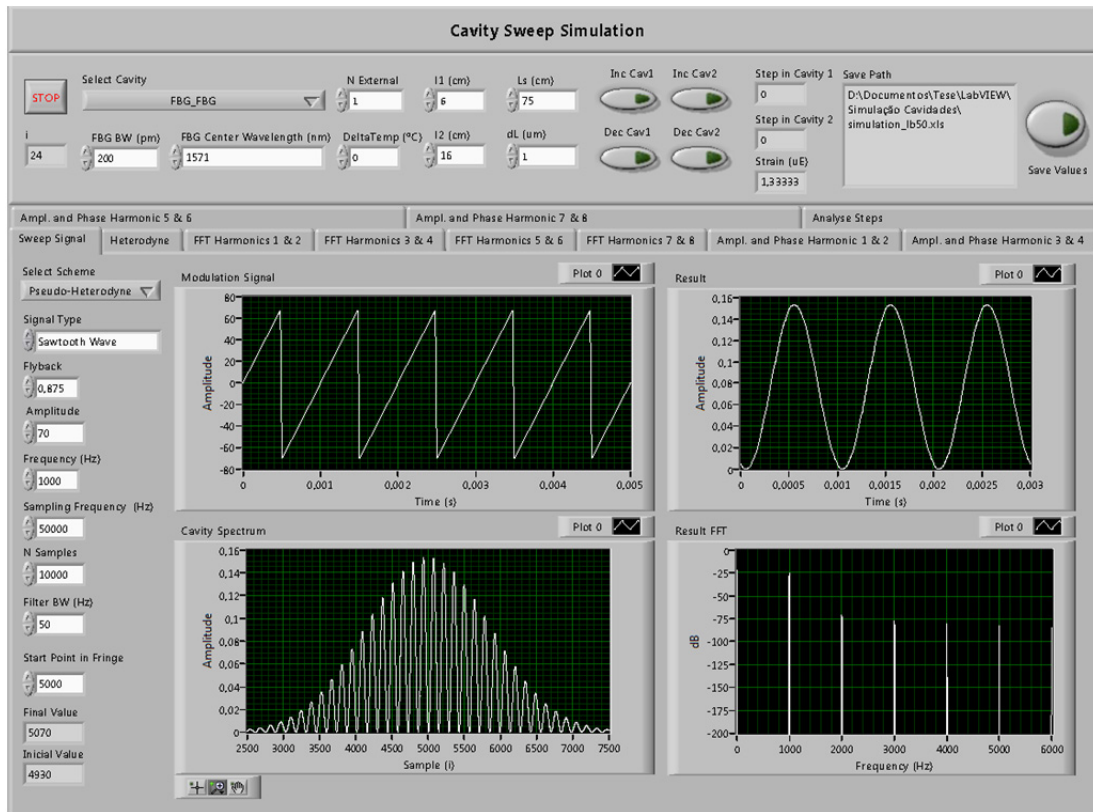 Cavity Sweep Simulation
STOP
Select Cavity
FBG_FBG
N External
1
l1 (cm)
6
Ls (cm)
75
Inc Cav1
Inc Cav2
Step in Cavity 1
0
Save Path
D:\Documentos\Tese\LabVIEW\
Simulação Cavidades\
simulation_lb50.xls
i
24
FBG BW (pm)
200
FBG Center Wavelength (nm)
1571
DeltaTemp (ºC)
0
l2 (cm)
16
dL (um)
1
Dec Cav1
Dec Cav2
Step in Cavity 2
0
Strain (uE)
1,33333
Save Values
Ampl. and Phase Harmonic 5 & 6
Ampl. and Phase Harmonic 7 & 8
Analyse Steps
Sweep Signal
Heterodyne
FFT Harmonics 1 & 2
FFT Harmonics 3 & 4
FFT Harmonics 5 & 6
FFT Harmonics 7 & 8
Ampl. and Phase Harmonic 1 & 2
Ampl. and Phase Harmonic 3 & 4
Select Scheme
Pseudo-Heterodyne
Signal Type
Sawtooth Wave
Flyback
0,875
Amplitude
70
Frequency (Hz)
1000
Sampling Frequency (Hz)
50000
N Samples
10000
Filter BW (Hz)
50
Start Point in Fringe
5000
Final Value
5070
Inicial Value
4930
Modulation Signal
Plot 0
Amplitude
80
60
40
20
0
-20
-40
-60
-80
0 0,001 0,002 0,003 0,004 0,005
Time (s)
Result
Plot 0
Amplitude
0,16
0,14
0,12
0,1
0,08
0,06
0,04
0,02
0
0 0,0005 0,001 0,0015 0,002 0,0025 0,003
Time (s)
Cavity Spectrum
Plot 0
Amplitude
0,16
0,14
0,12
0,1
0,08
0,06
0,04
0,02
0
2500 3000 3500 4000 4500 5000 5500 6000 6500 7000 7500
Sample (i)
Result FFT
Plot 0
dB
0
-25
-50
-75
-100
-125
-150
-175
-200
0 1000 2000 3000 4000 5000 6000
Frequency (Hz)